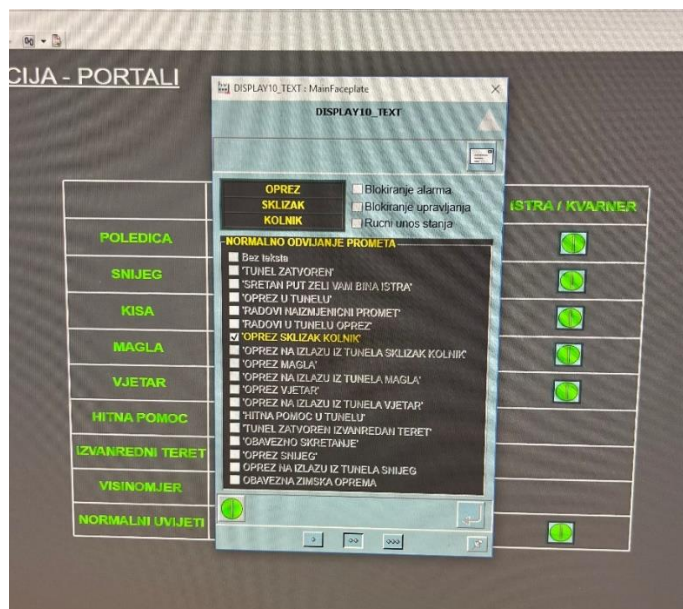 CIJA - PORTALI
DISPLAY10_TEXT : MainFaceplate
DISPLAY10_TEXT
OPREZ
SKLIZAK
KOLNIK
Blokiranje alarma
Blokiranje upravljanja
Rucni unos stanja
NORMALNO ODVIJANJE PROMETA
Bez teksta
'TUNEL ZATVOREN'
'SRETAN PUT ZELI VAM BINA ISTRA'
'OPREZ U TUNELU'
'RADOVI NAIZMJENICNI PROMET'
'RADOVI U TUNELU OPREZ'
'OPREZ SKLIZAK KOLNIK'
'OPREZ NA IZLAZU IZ TUNELA SKLIZAK KOLNIK'
'OPREZ MAGLA'
'OPREZ NA IZLAZU IZ TUNELA MAGLA'
'OPREZ VJETAR'
'OPREZ NA IZLAZU IZ TUNELA VJETAR'
'HITNA POMOC U TUNELU'
'TUNEL ZATVOREN IZVANREDAN TERET'
'OBAVEZNO SKRETANJE'
'OPREZ SNIJEG'
OPREZ NA IZLAZU IZ TUNELA SNIJEG
OBAVEZNA ZIMSKA OPREMA
ISTRA / KVARNER
POLEDICA
SNIJEG
KISA
MAGLA
VJETAR
HITNA POMOC
IZVANREDNI TERET
VISINOMJER
NORMALNI UVIJETI